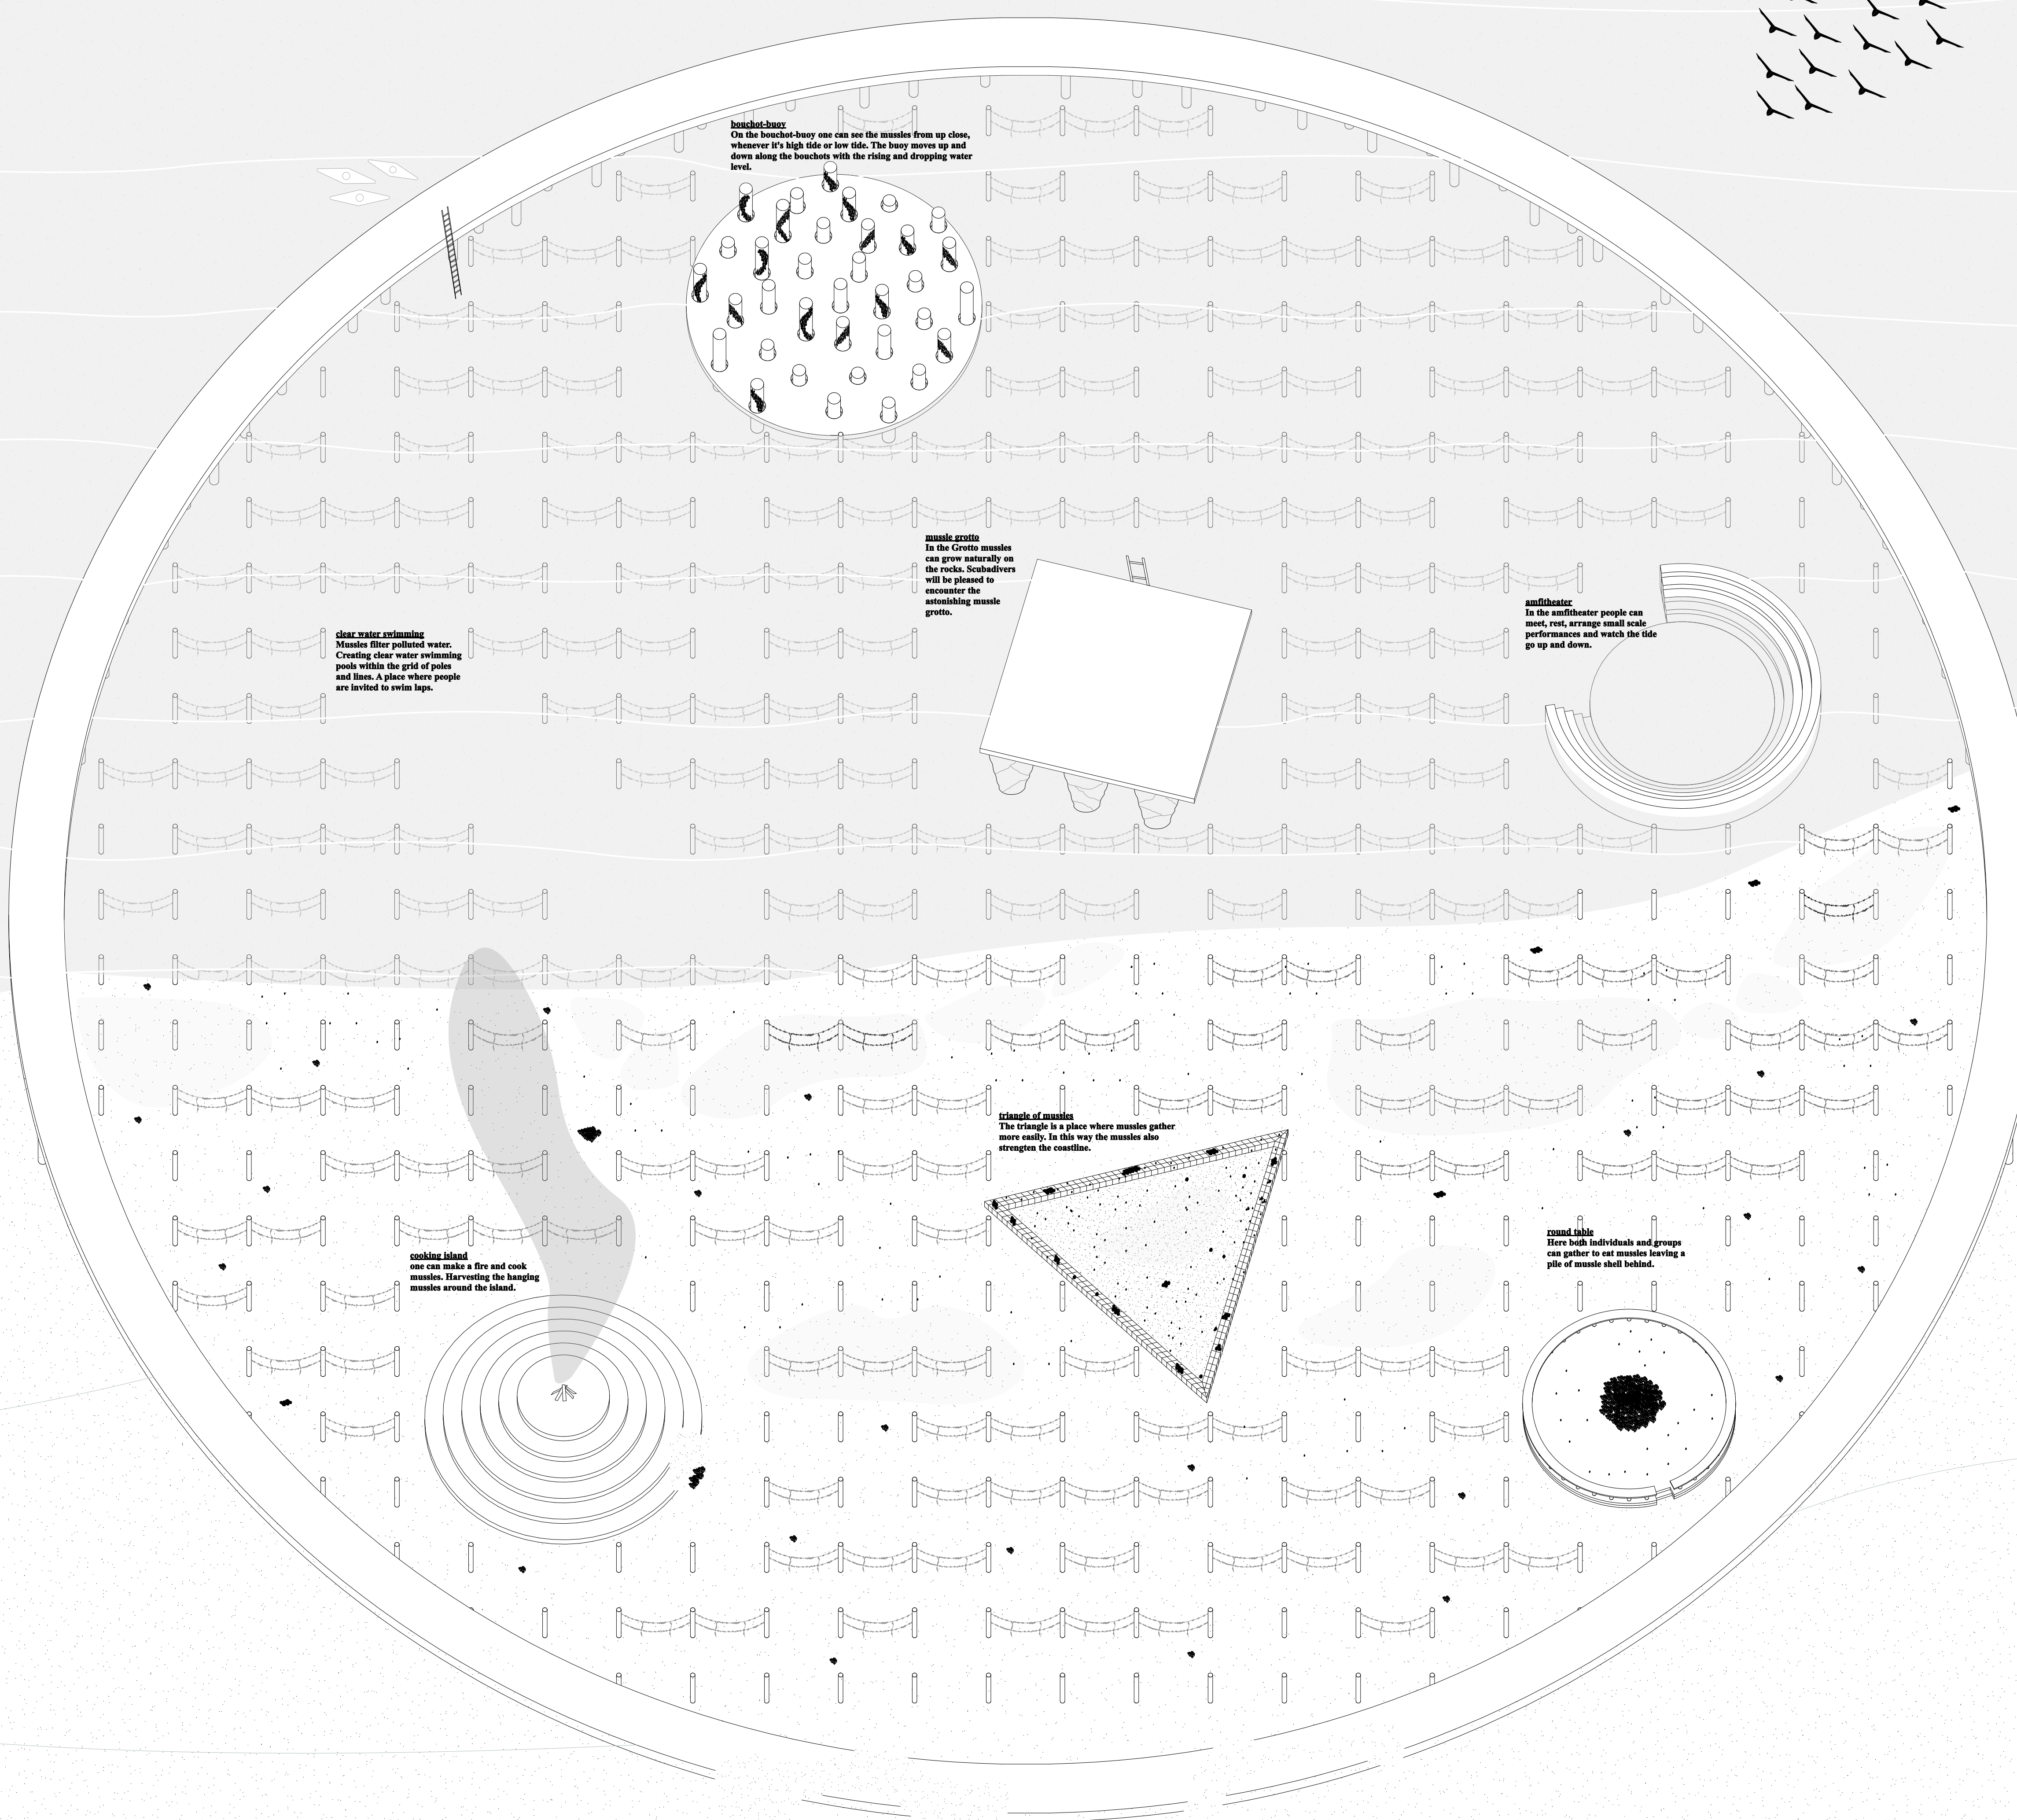 bouchot-buoy
On the bouchot-buoy one can see the mussles from up close,
whenever it's high tide or low tide. The buoy moves up and
down along the bouchots with the rising and dropping water
level.
mussle grotto
In the Grotto mussles
can grow naturally on
the rocks. Scubadivers
will be pleased to
encounter the
astonishing mussle
grotto.
amfitheater
In the amfitheater people can
meet, rest, arrange small scale
performances and watch the tide
go up and down.
clear water swimming
Mussles filter polluted water.
Creating clear water swimming
pools within the grid of poles
and lines. A place where people
are invited to swim laps.
triangle of mussles
The triangle is a place where mussles gather
more easily. In this way the mussles also
strengten the coastline.
round table
Here both individuals and groups
can gather to eat mussles leaving a
pile of mussle shell behind.
cooking island
one can make a fire and cook
mussles. Harvesting the hanging
mussles around the island.